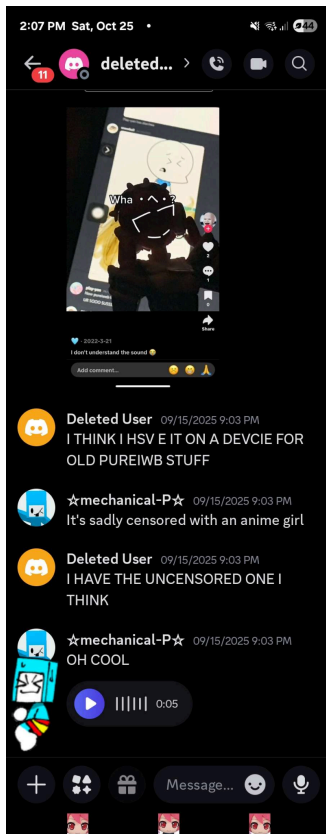 2:07 PM Sat, Oct 25 •
44
11
deleted...
Wha • ^ • ?
2
1
0
Share
· 2022-3-21
I don't understand the sound 😂
Add comment...
Deleted User 09/15/2025 9:03 PM
I THINK I HSV E IT ON A DEVCIE FOR
OLD PUREIWB STUFF
☆mechanical-P☆ 09/15/2025 9:03 PM
It's sadly censored with an anime girl
Deleted User 09/15/2025 9:03 PM
I HAVE THE UNCENSORED ONE I
THINK
☆mechanical-P☆ 09/15/2025 9:03 PM
OH COOL
0:05
Message...